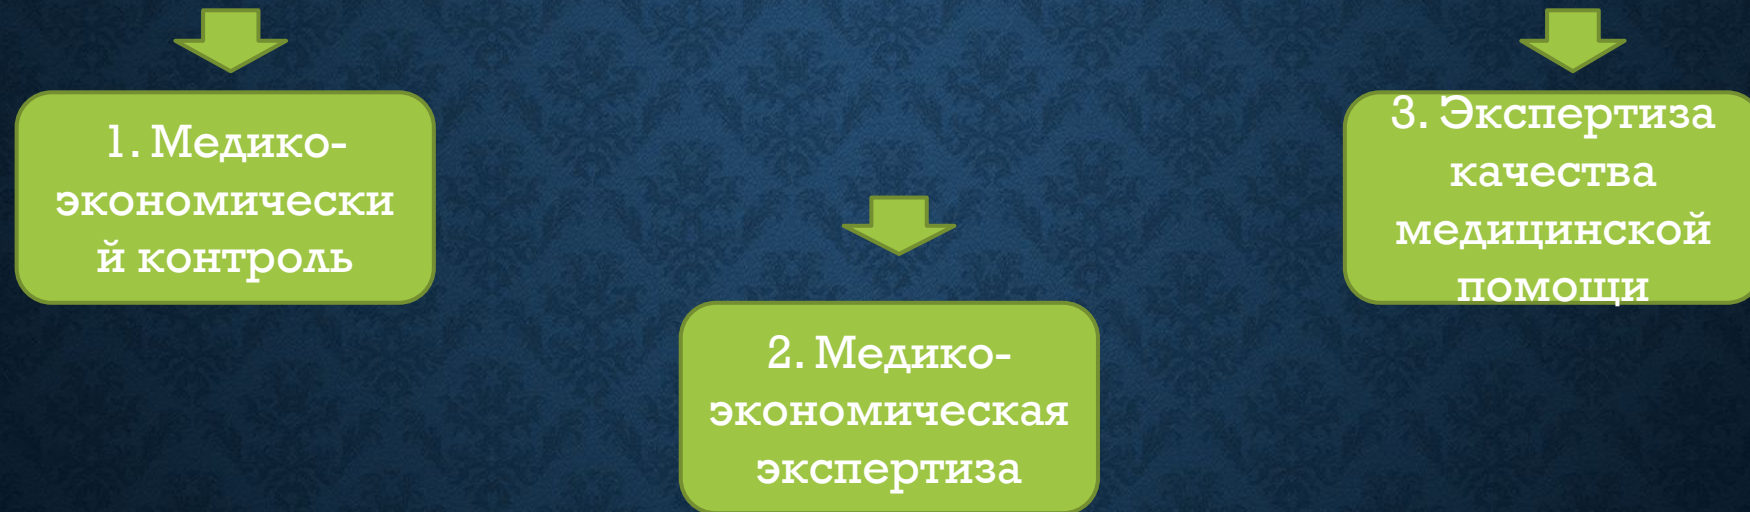 1. Медико-
экономически
й контроль
2. Медико-
экономическая
экспертиза
3. Экспертиза
качества
медицинской
помощи